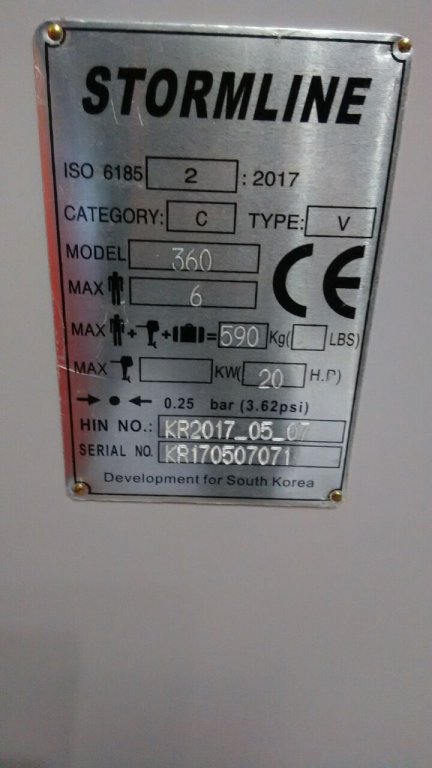 STORMLINE
ISO 6185 2 : 2017
CATEGORY: C TYPE: V
MODEL 360 CE
MAX 6
MAX + + = 590 Kg( LBS)
MAX KW( 20 H.P)
0.25 bar (3.62psi)
HIN NO.: KR2017_05_07
SERIAL NO. KR170507071
Development for South Korea